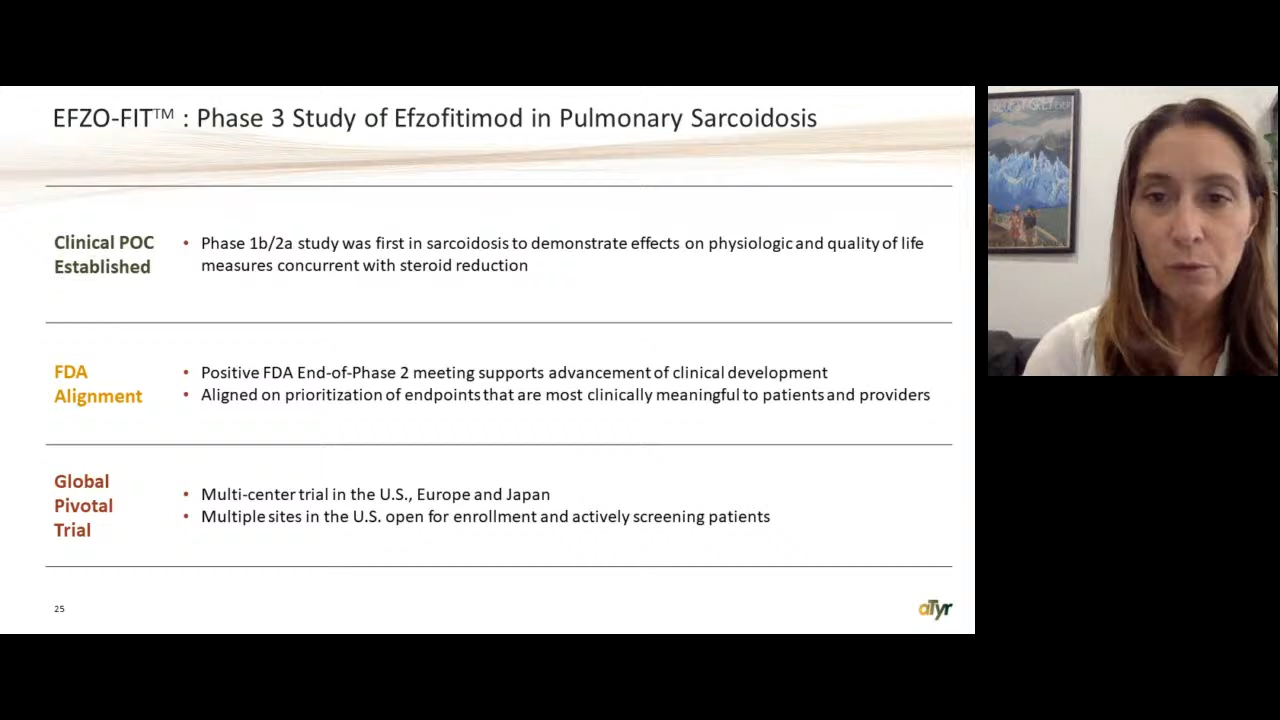 EFZO-FIT™ : Phase 3 Study of Efzofitimod in Pulmonary Sarcoidosis
Clinical POC
Established
• Phase 1b/2a study was first in sarcoidosis to demonstrate effects on physiologic and quality of life
measures concurrent with steroid reduction
FDA
Alignment
• Positive FDA End-of-Phase 2 meeting supports advancement of clinical development
• Aligned on prioritization of endpoints that are most clinically meaningful to patients and providers
Global
Pivotal
Trial
• Multi-center trial in the U.S., Europe and Japan
• Multiple sites in the U.S. open for enrollment and actively screening patients
25
aTyr